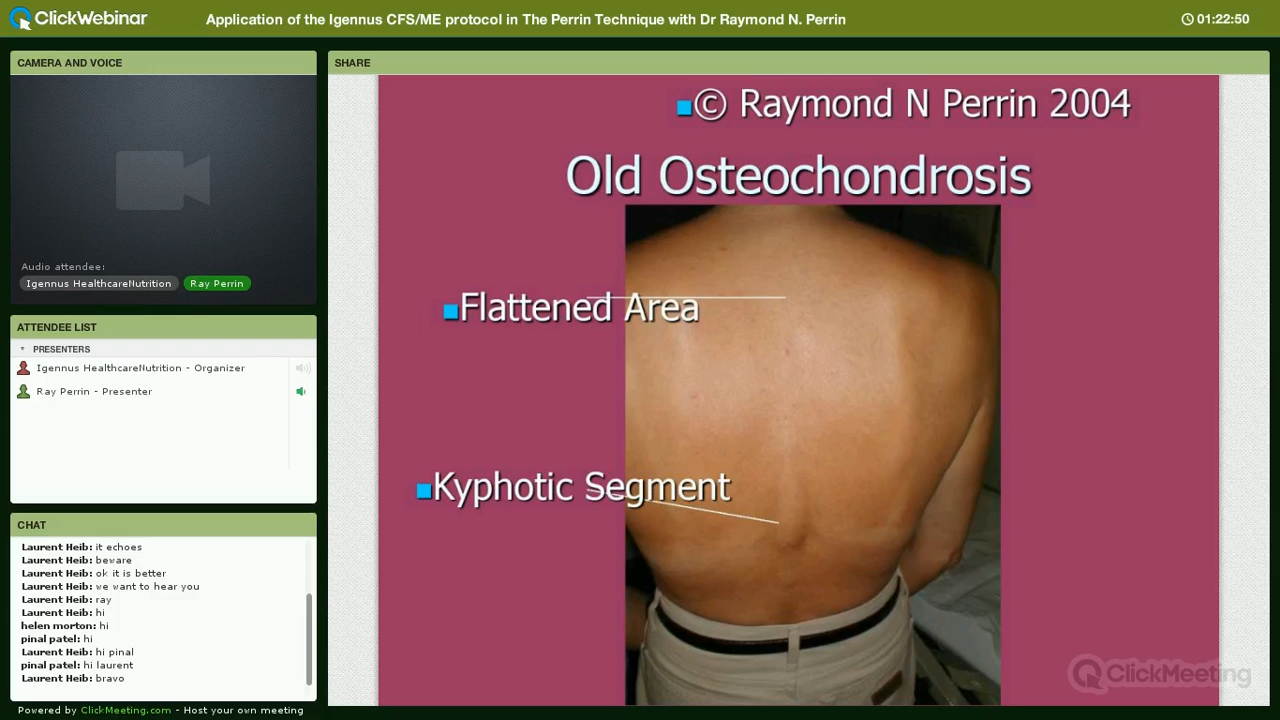 ClickWebinar
Application of the Igennus CFS/ME protocol in The Perrin Technique with Dr Raymond N. Perrin
01:22:50
CAMERA AND VOICE
Audio attendee:
Igennus HealthcareNutrition
Ray Perrin
ATTENDEE LIST
PRESENTERS
Igennus HealthcareNutrition - Organizer
Ray Perrin - Presenter
CHAT
Laurent Heib: it echoes
Laurent Heib: beware
Laurent Heib: ok it is better
Laurent Heib: we want to hear you
Laurent Heib: ray
Laurent Heib: hi
helen morton: hi
pinal patel: hi
Laurent Heib: hi pinal
pinal patel: hi laurent
Laurent Heib: bravo
Powered by ClickMeeting.com - Host your own meeting
SHARE
© Raymond N Perrin 2004
Old Osteochondrosis
Flattened Area
Kyphotic Segment
ClickMeeting